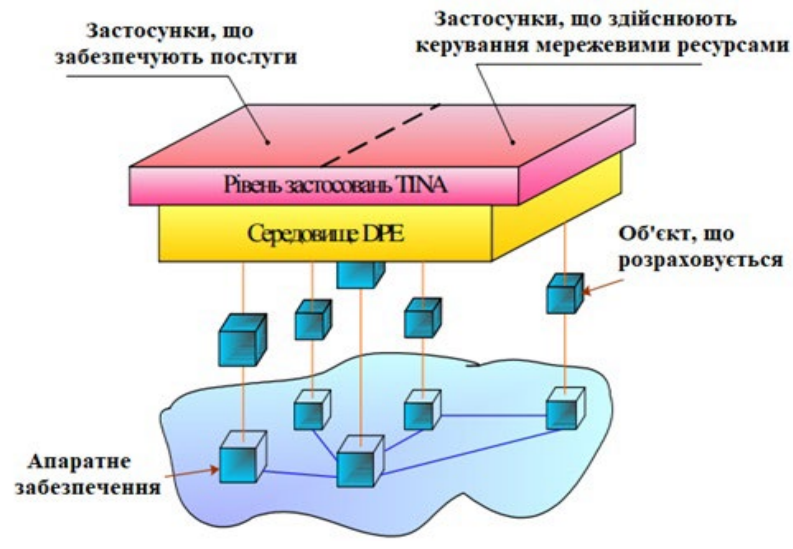 Застосунки, що
забезпечують послуги
Застосунки, що здійснюють
керування мережевими ресурсами
Рівень застосовань TINA
Середовище DPE
Об'єкт, що
розраховується
Апаратне
забезпечення